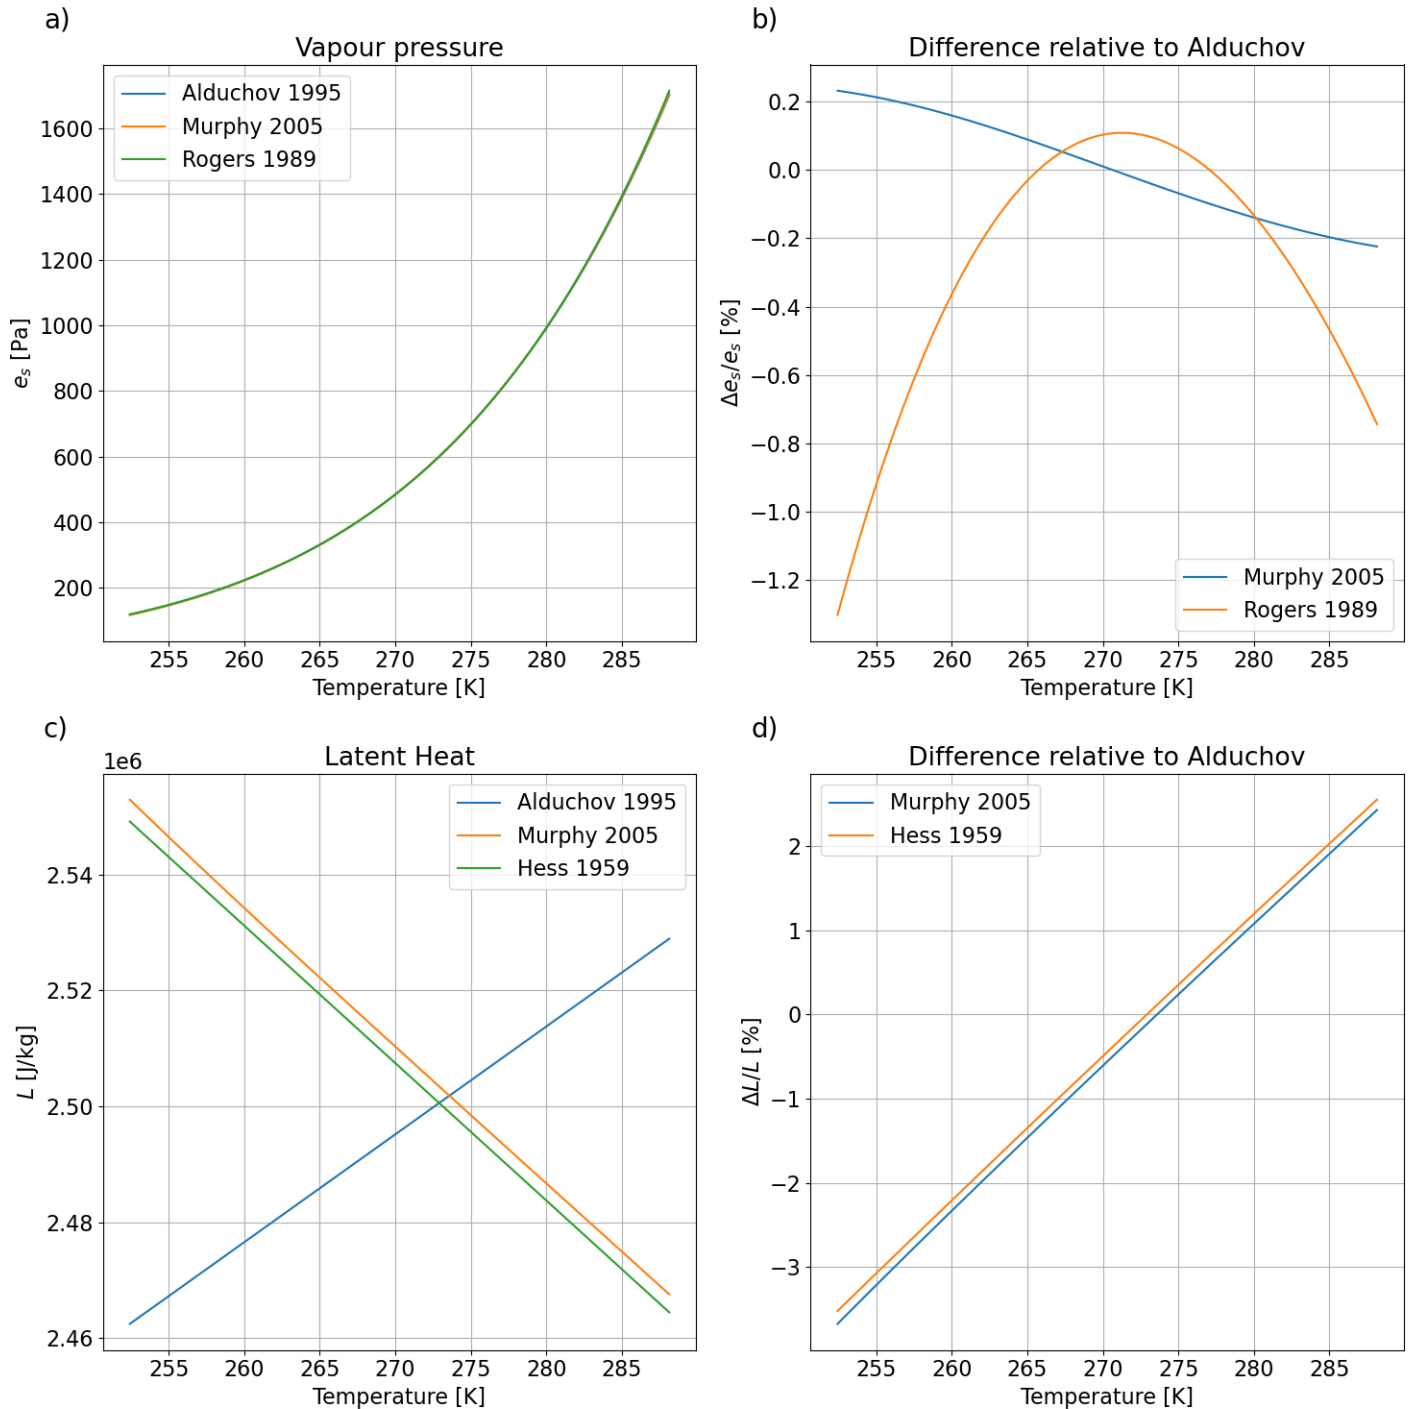 a)
Vapour pressure
Alduchov 1995
Murphy 2005
Rogers 1989
1600
1400
1200
1000
800
600
400
200
e_s [Pa]
255 260 265 270 275 280 285
Temperature [K]
b)
Difference relative to Alduchov
0.2
0.0
−0.2
−0.4
−0.6
−0.8
−1.0
−1.2
Δe_s/e_s [%]
Murphy 2005
Rogers 1989
255 260 265 270 275 280 285
Temperature [K]
c)
1e6
Latent Heat
Alduchov 1995
Murphy 2005
Hess 1959
2.54
2.52
2.50
2.48
2.46
L [J/kg]
255 260 265 270 275 280 285
Temperature [K]
d)
Difference relative to Alduchov
Murphy 2005
Hess 1959
2
1
0
−1
−2
−3
ΔL/L [%]
255 260 265 270 275 280 285
Temperature [K]